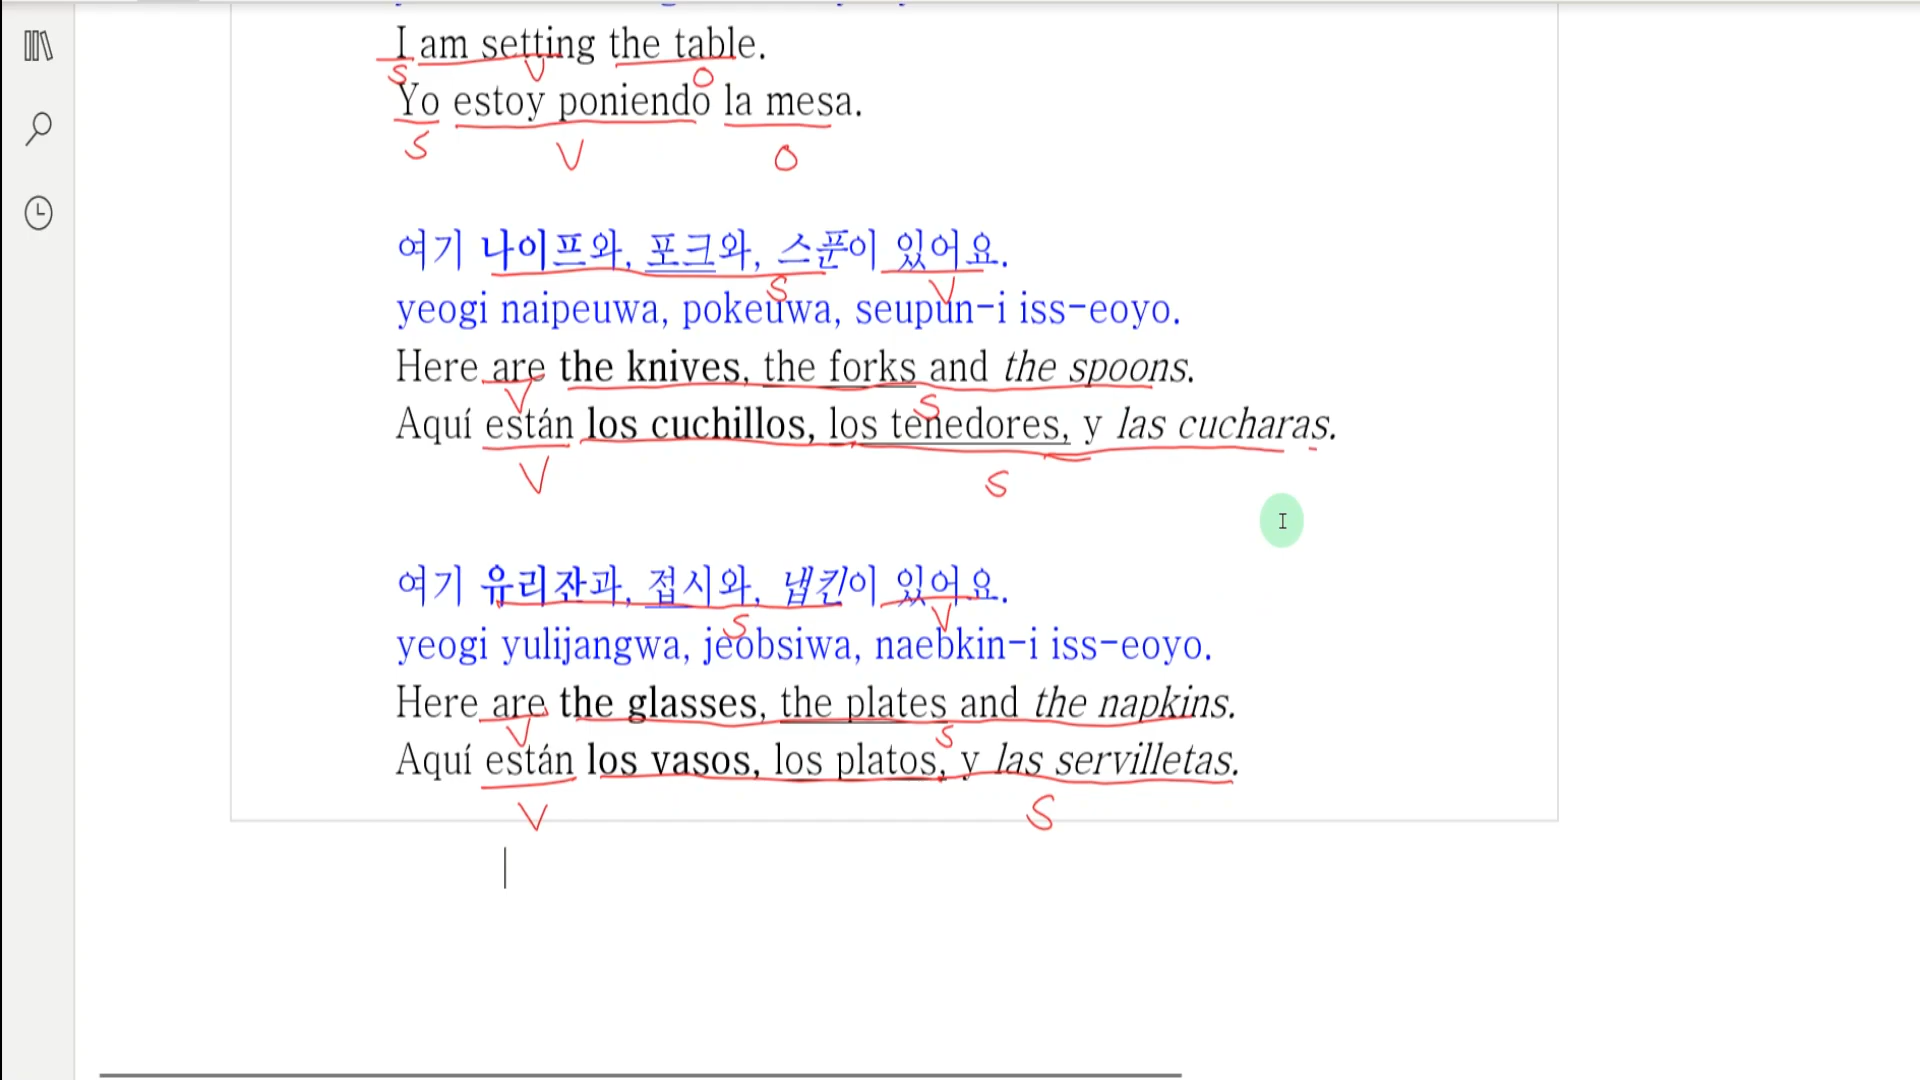 I am setting the table.
S V O
Yo estoy poniendo la mesa.
S V O
여기 나이프와, 포크와, 스푼이 있어요.
S V
yeogi naipeuwa, pokeuwa, seupun-i iss-eoyo.
Here are the knives, the forks and the spoons.
V S
Aquí están los cuchillos, los tenedores, y las cucharas.
V S
여기 유리잔과, 접시와, 냅킨이 있어요.
S V
yeogi yulijangwa, jeobsiwa, naebkin-i iss-eoyo.
Here are the glasses, the plates and the napkins.
V S
Aquí están los vasos, los platos, y las servilletas.
V S